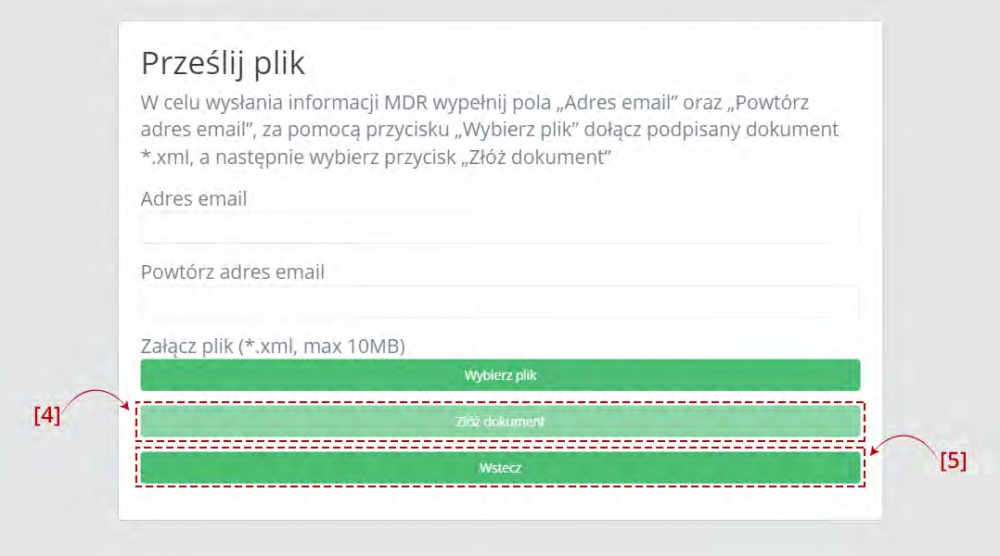 Prześlij plik
W celu wysłania informacji MDR wypełnij pola „Adres email” oraz „Powtórz
adres email”, za pomocą przycisku „Wybierz plik” dołącz podpisany dokument
*.xml, a następnie wybierz przycisk „Złóż dokument”
Adres email
Powtórz adres email
Załącz plik (*.xml, max 10MB)
Wybierz plik
[4]
Złóż dokument
Wstecz
[5]